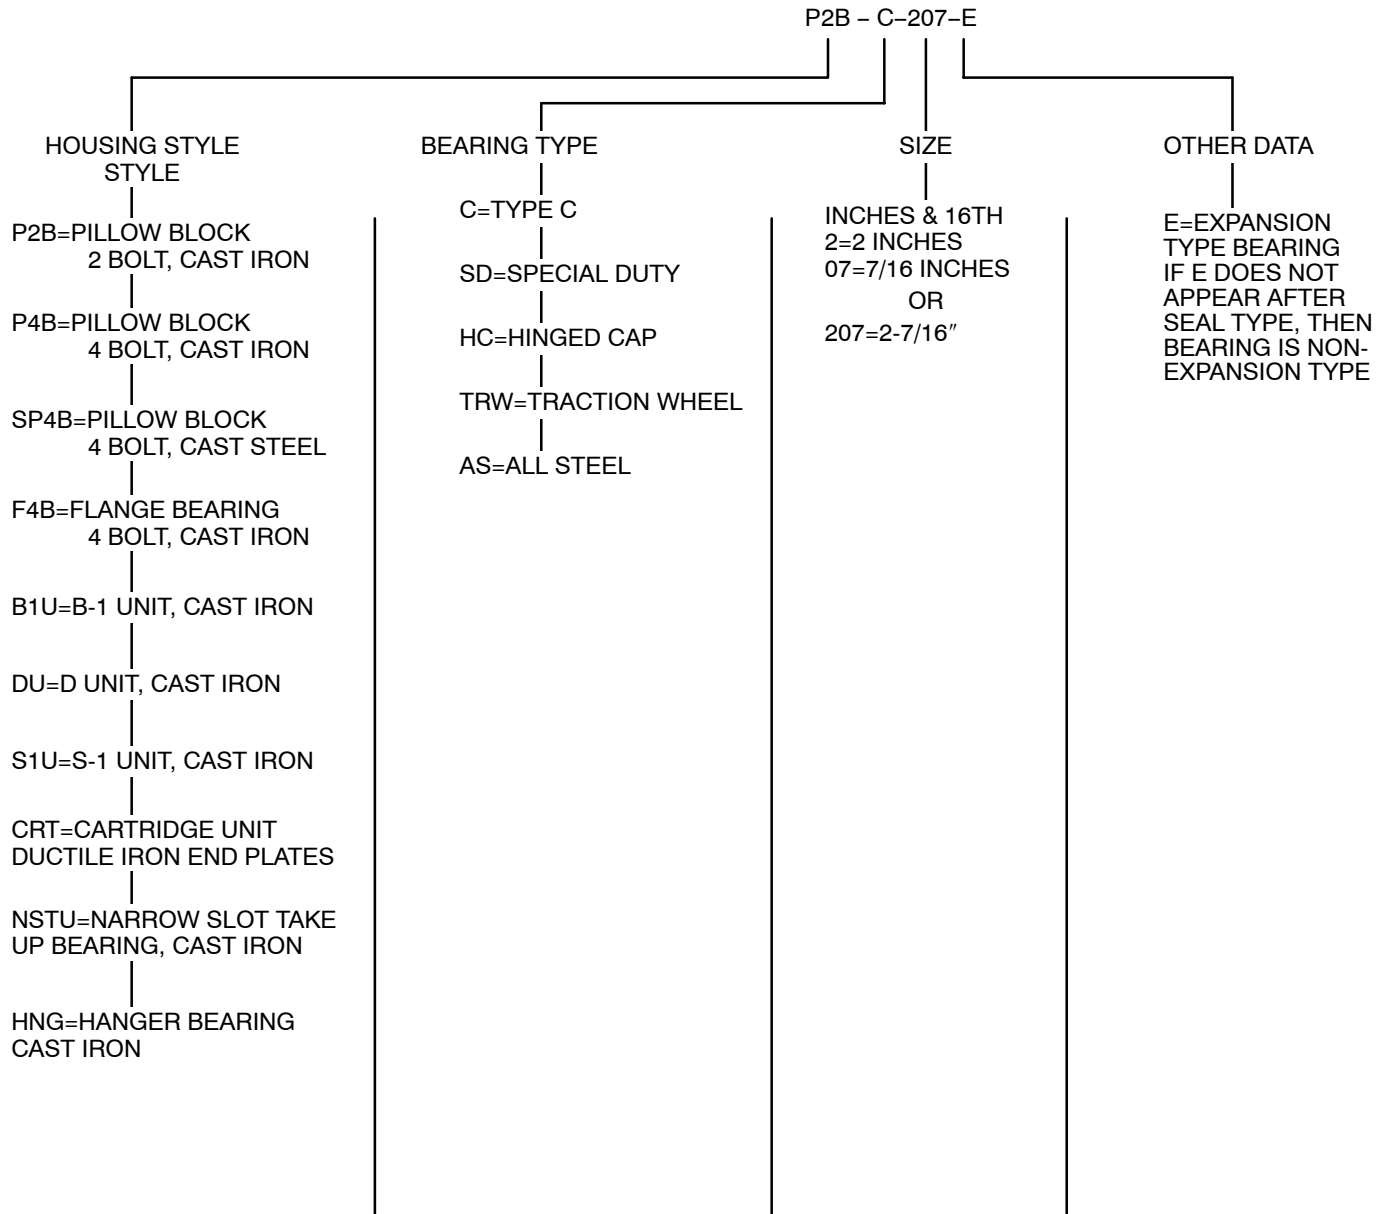 P2B – C–207–E
HOUSING STYLE
STYLE
P2B=PILLOW BLOCK
2 BOLT, CAST IRON
P4B=PILLOW BLOCK
4 BOLT, CAST IRON
SP4B=PILLOW BLOCK
4 BOLT, CAST STEEL
F4B=FLANGE BEARING
4 BOLT, CAST IRON
B1U=B-1 UNIT, CAST IRON
DU=D UNIT, CAST IRON
S1U=S-1 UNIT, CAST IRON
CRT=CARTRIDGE UNIT
DUCTILE IRON END PLATES
NSTU=NARROW SLOT TAKE
UP BEARING, CAST IRON
HNG=HANGER BEARING
CAST IRON
BEARING TYPE
C=TYPE C
SD=SPECIAL DUTY
HC=HINGED CAP
TRW=TRACTION WHEEL
AS=ALL STEEL
SIZE
INCHES & 16TH
2=2 INCHES
07=7/16 INCHES
OR
207=2-7/16″
OTHER DATA
E=EXPANSION
TYPE BEARING
IF E DOES NOT
APPEAR AFTER
SEAL TYPE, THEN
BEARING IS NON-
EXPANSION TYPE